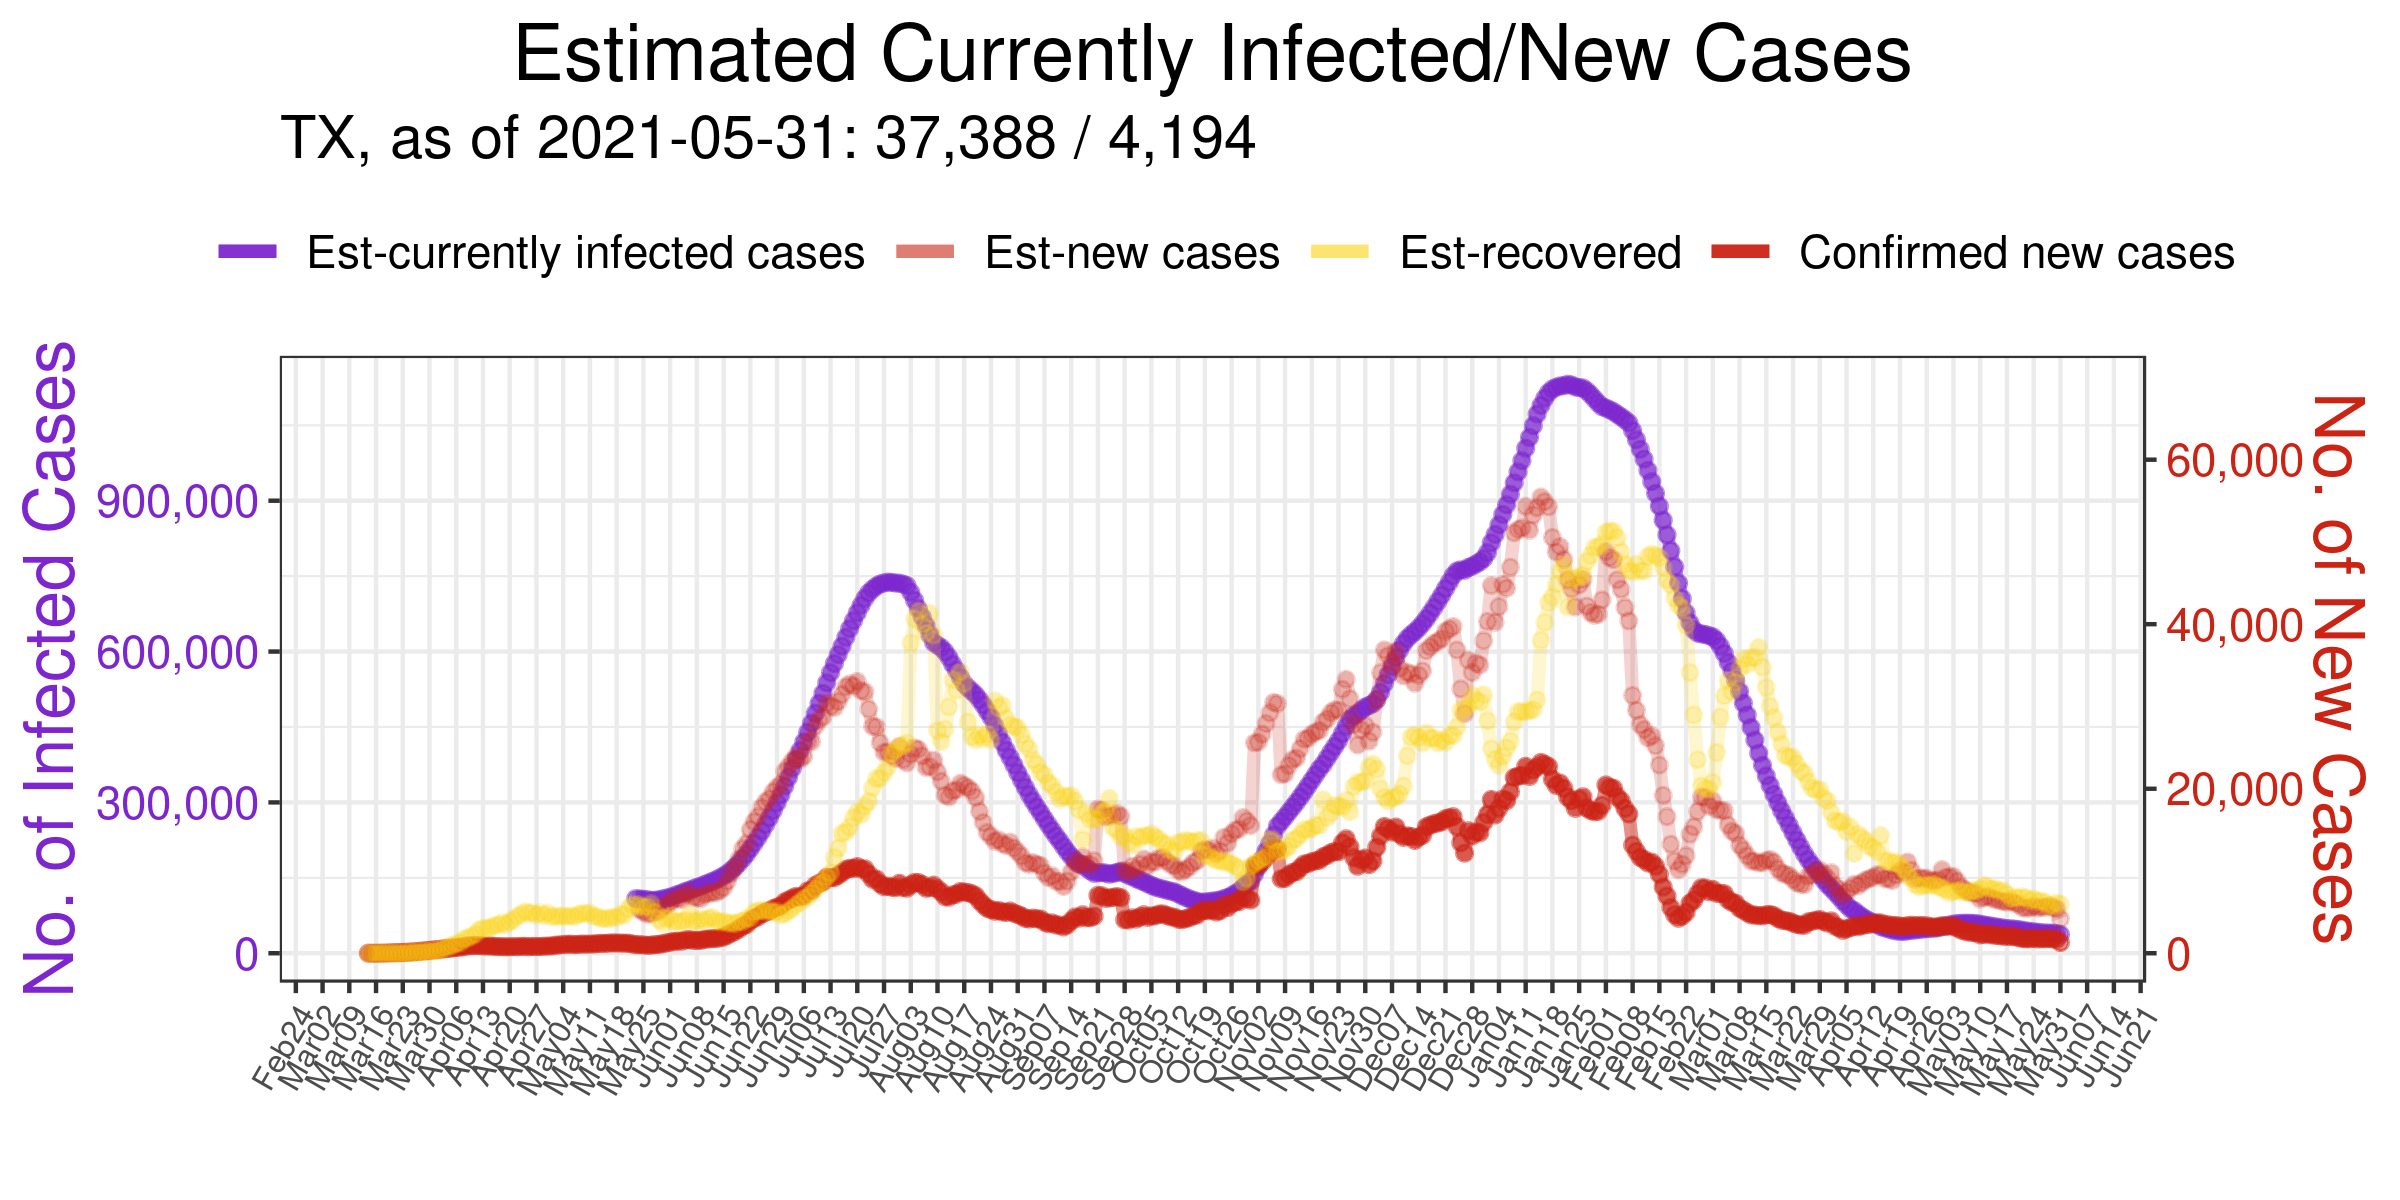 Estimated Currently Infected/New Cases
TX, as of 2021-05-31: 37,388 / 4,194
Est-currently infected cases
Est-new cases
Est-recovered
Confirmed new cases
No. of Infected Cases
900,000
600,000
300,000
0
60,000
40,000
20,000
0
No. of New Cases
Feb24
Mar02
Mar09
Mar16
Mar23
Mar30
Apr06
Apr13
Apr20
Apr27
May04
May11
May18
May25
Jun01
Jun08
Jun15
Jun22
Jun29
Jul06
Jul13
Jul20
Jul27
Aug03
Aug10
Aug17
Aug24
Aug31
Sep07
Sep14
Sep21
Sep28
Oct05
Oct12
Oct19
Oct26
Nov02
Nov09
Nov16
Nov23
Nov30
Dec07
Dec14
Dec21
Dec28
Jan04
Jan11
Jan18
Jan25
Feb01
Feb08
Feb15
Feb22
Mar01
Mar08
Mar15
Mar22
Mar29
Apr05
Apr12
Apr19
Apr26
May03
May10
May17
May24
May31
Jun07
Jun14
Jun21